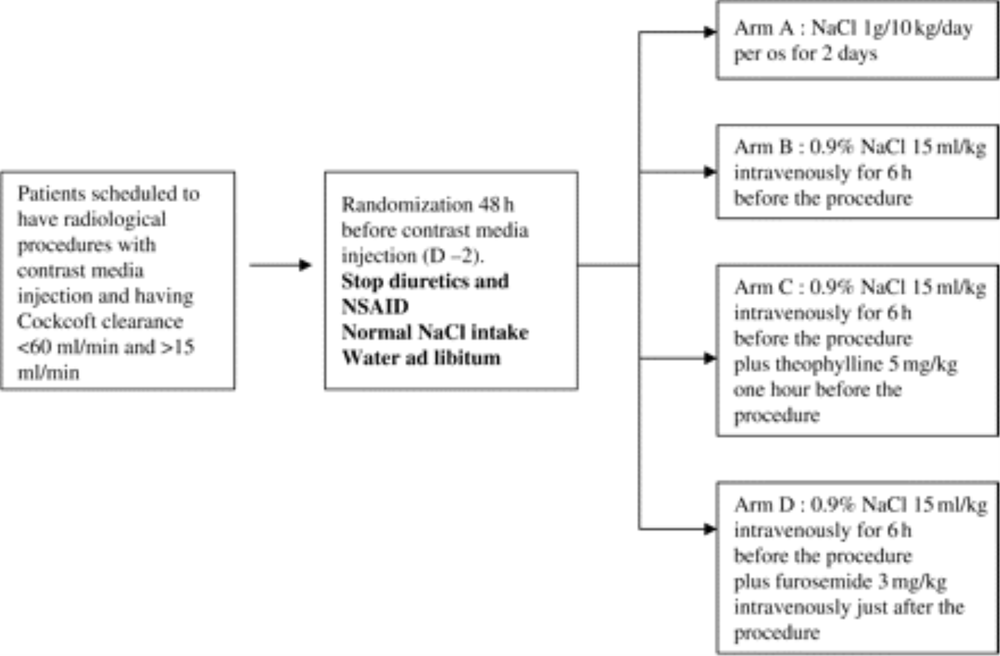 Patients scheduled to
have radiological
procedures with
contrast media
injection and having
Cockcoft clearance
<60 ml/min and >15
ml/min
Randomization 48 h
before contrast media
injection (D –2).
Stop diuretics and
NSAID
Normal NaCl intake
Water ad libitum
Arm A : NaCl 1g/10 kg/day
per os for 2 days
Arm B : 0.9% NaCl 15 ml/kg
intravenously for 6 h
before the procedure
Arm C : 0.9% NaCl 15 ml/kg
intravenously for 6 h
before the procedure
plus theophylline 5 mg/kg
one hour before the
procedure
Arm D : 0.9% NaCl 15 ml/kg
intravenously for 6 h
before the procedure
plus furosemide 3 mg/kg
intravenously just after the
procedure